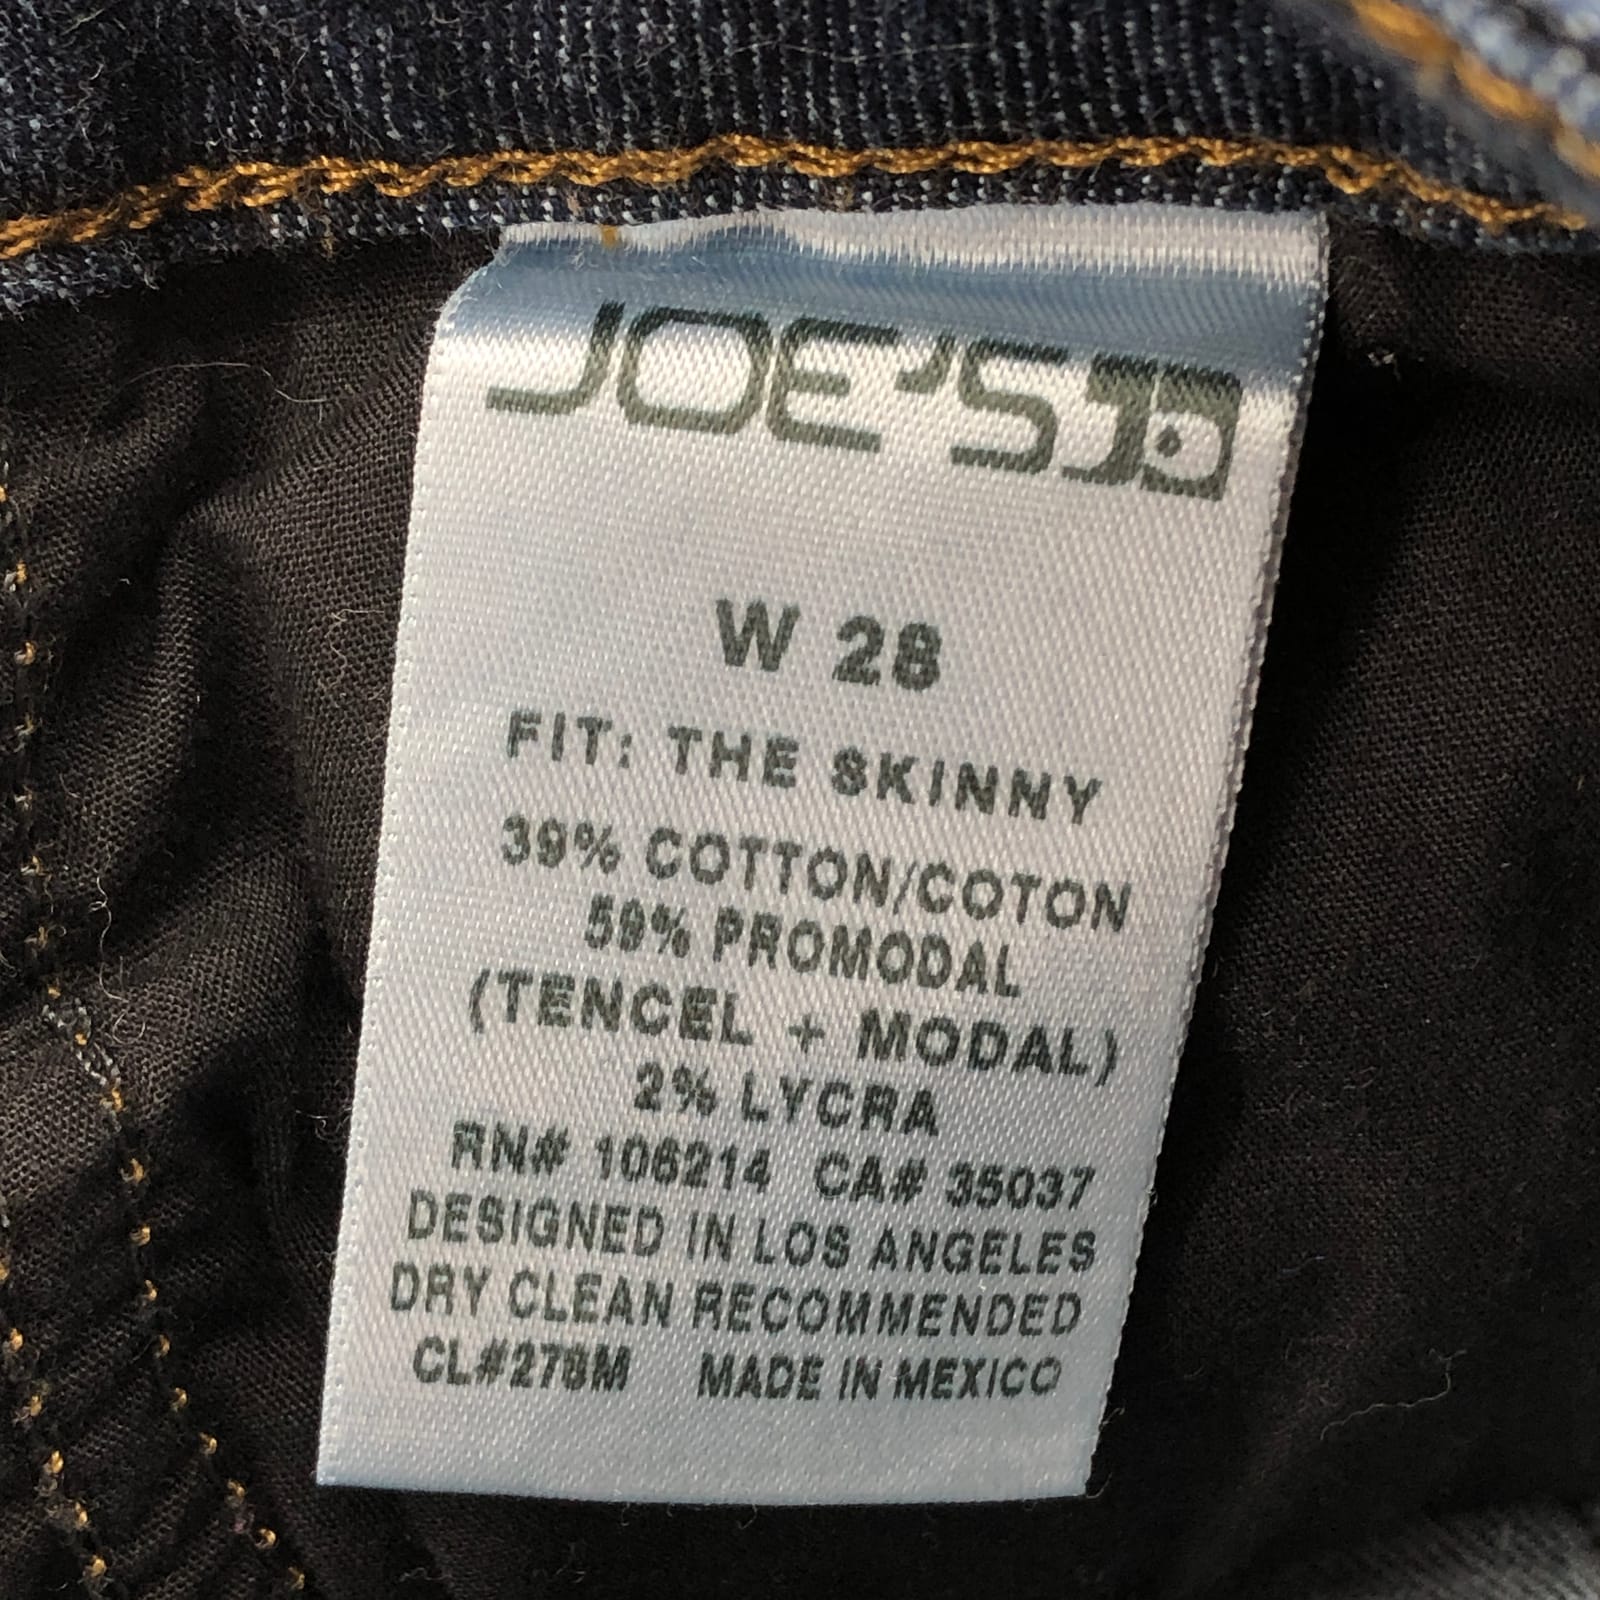 JOE'S
W 28
FIT: THE SKINNY
39% COTTON/COTON
59% PROMODAL
(TENCEL + MODAL)
2% LYCRA
RN# 106214 CA# 35037
DESIGNED IN LOS ANGELES
DRY CLEAN RECOMMENDED
CL#278M MADE IN MEXICO